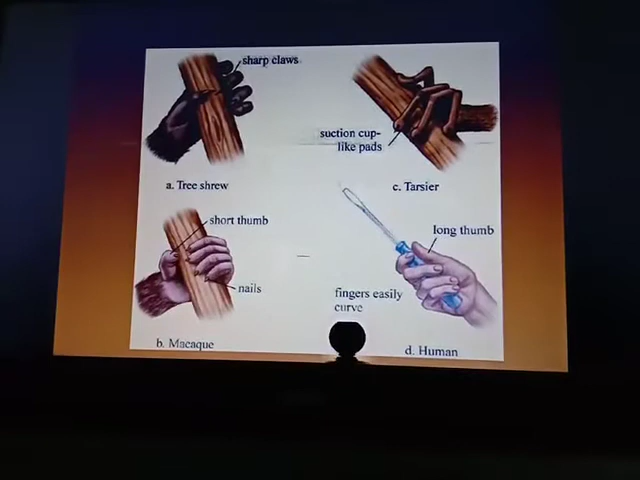 sharp claws
a. Tree shrew
suction cup-
like pads
c. Tarsier
short thumb
nails
b. Macaque
long thumb
fingers easily
curve
d. Human